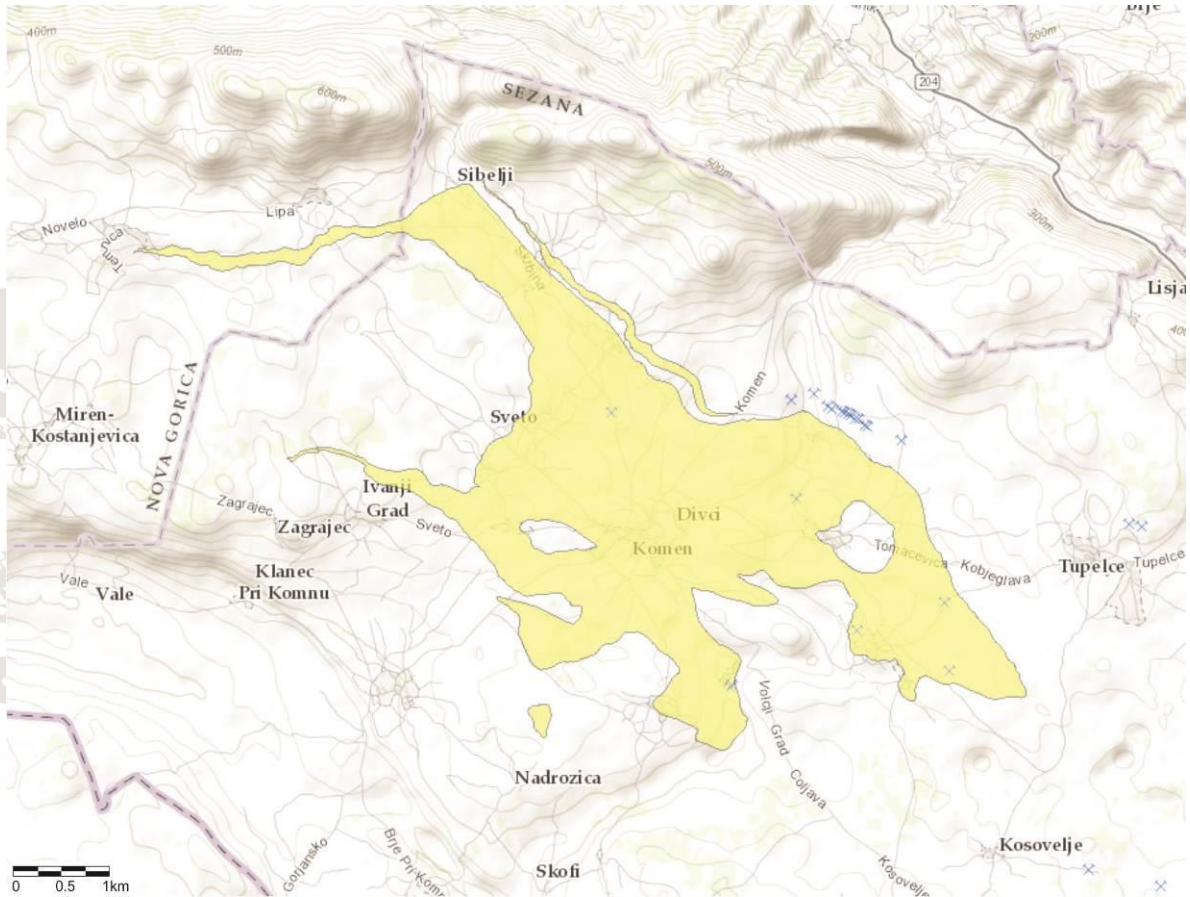 400m
500m
600m
SEZANA
204
200m
500m
300m
Sibelji
Lipa
Novelo
Skrbina
Lisja
Miren-
Kostanjevica
NOVA GORICA
Sveto
Komen
Ivanji
Grad
Zagrajec
Zagrajec
Sveto
Divci
Komen
Tomacevica
Kobjeglava
Tupelce
Tupelce
Vale
Vale
Klanec
Pri Komnu
Volcji Grad
Coljava
Nadrozica
Gorjansko
Brje Pri Komn
Skofi
Kosovelje
Kosovelje
0 0.5 1km